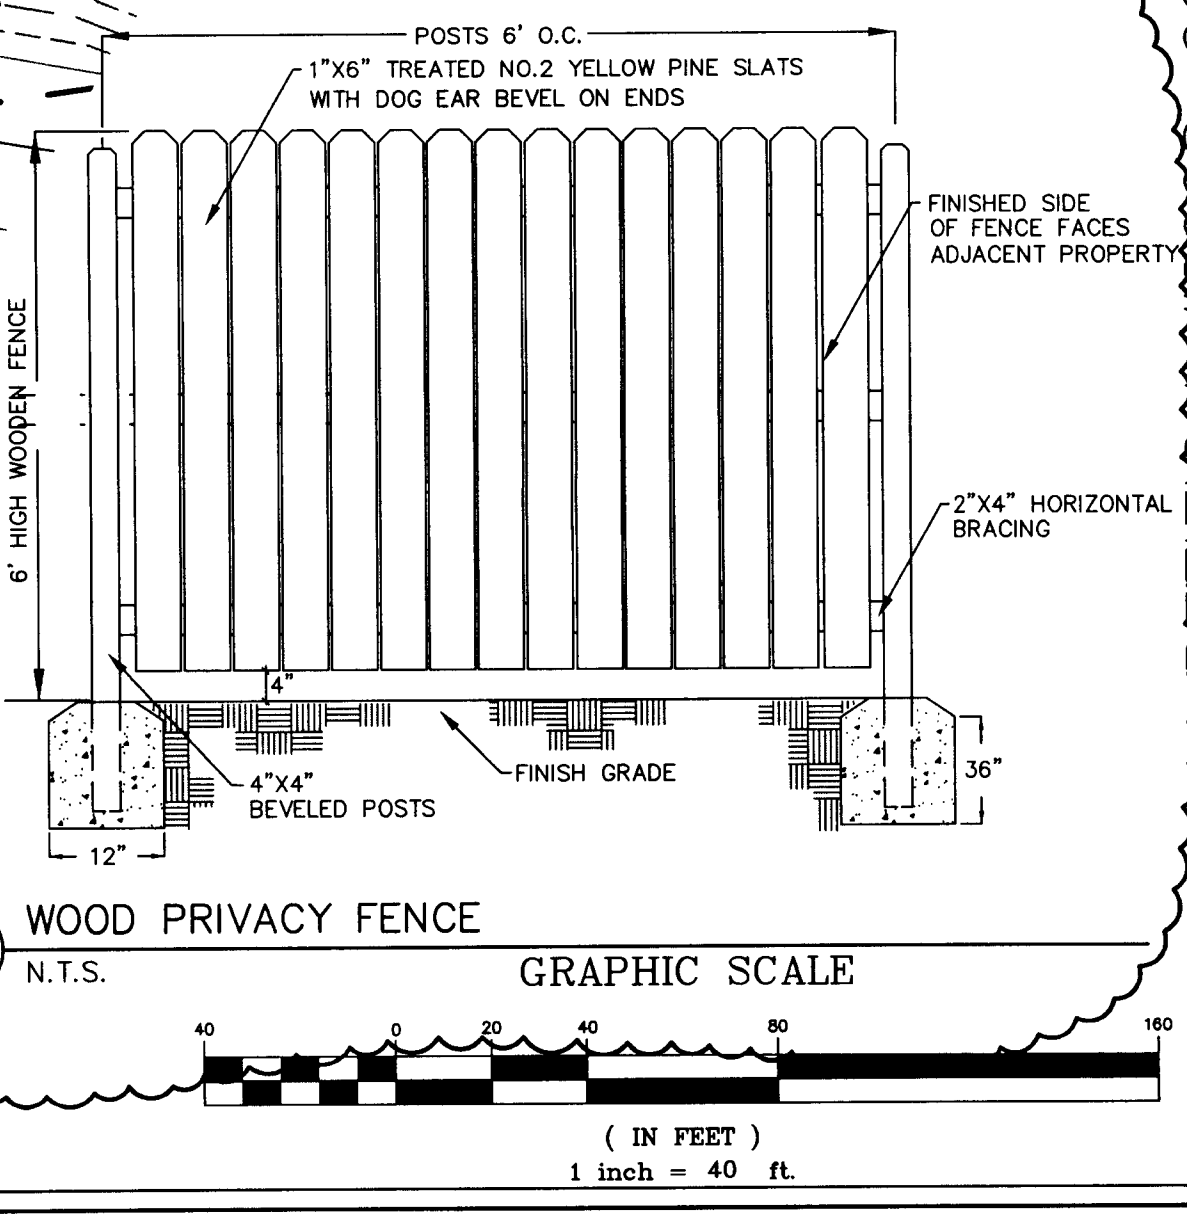 POSTS 6' O.C.
1"X6" TREATED NO.2 YELLOW PINE SLATS
WITH DOG EAR BEVEL ON ENDS
FINISHED SIDE
OF FENCE FACES
ADJACENT PROPERTY
6' HIGH WOODEN FENCE
2"X4" HORIZONTAL
BRACING
4"
FINISH GRADE
4"X4"
BEVELED POSTS
36"
12"
WOOD PRIVACY FENCE
N.T.S.
GRAPHIC SCALE
40 0 20 40 80 160
( IN FEET )
1 inch = 40 ft.